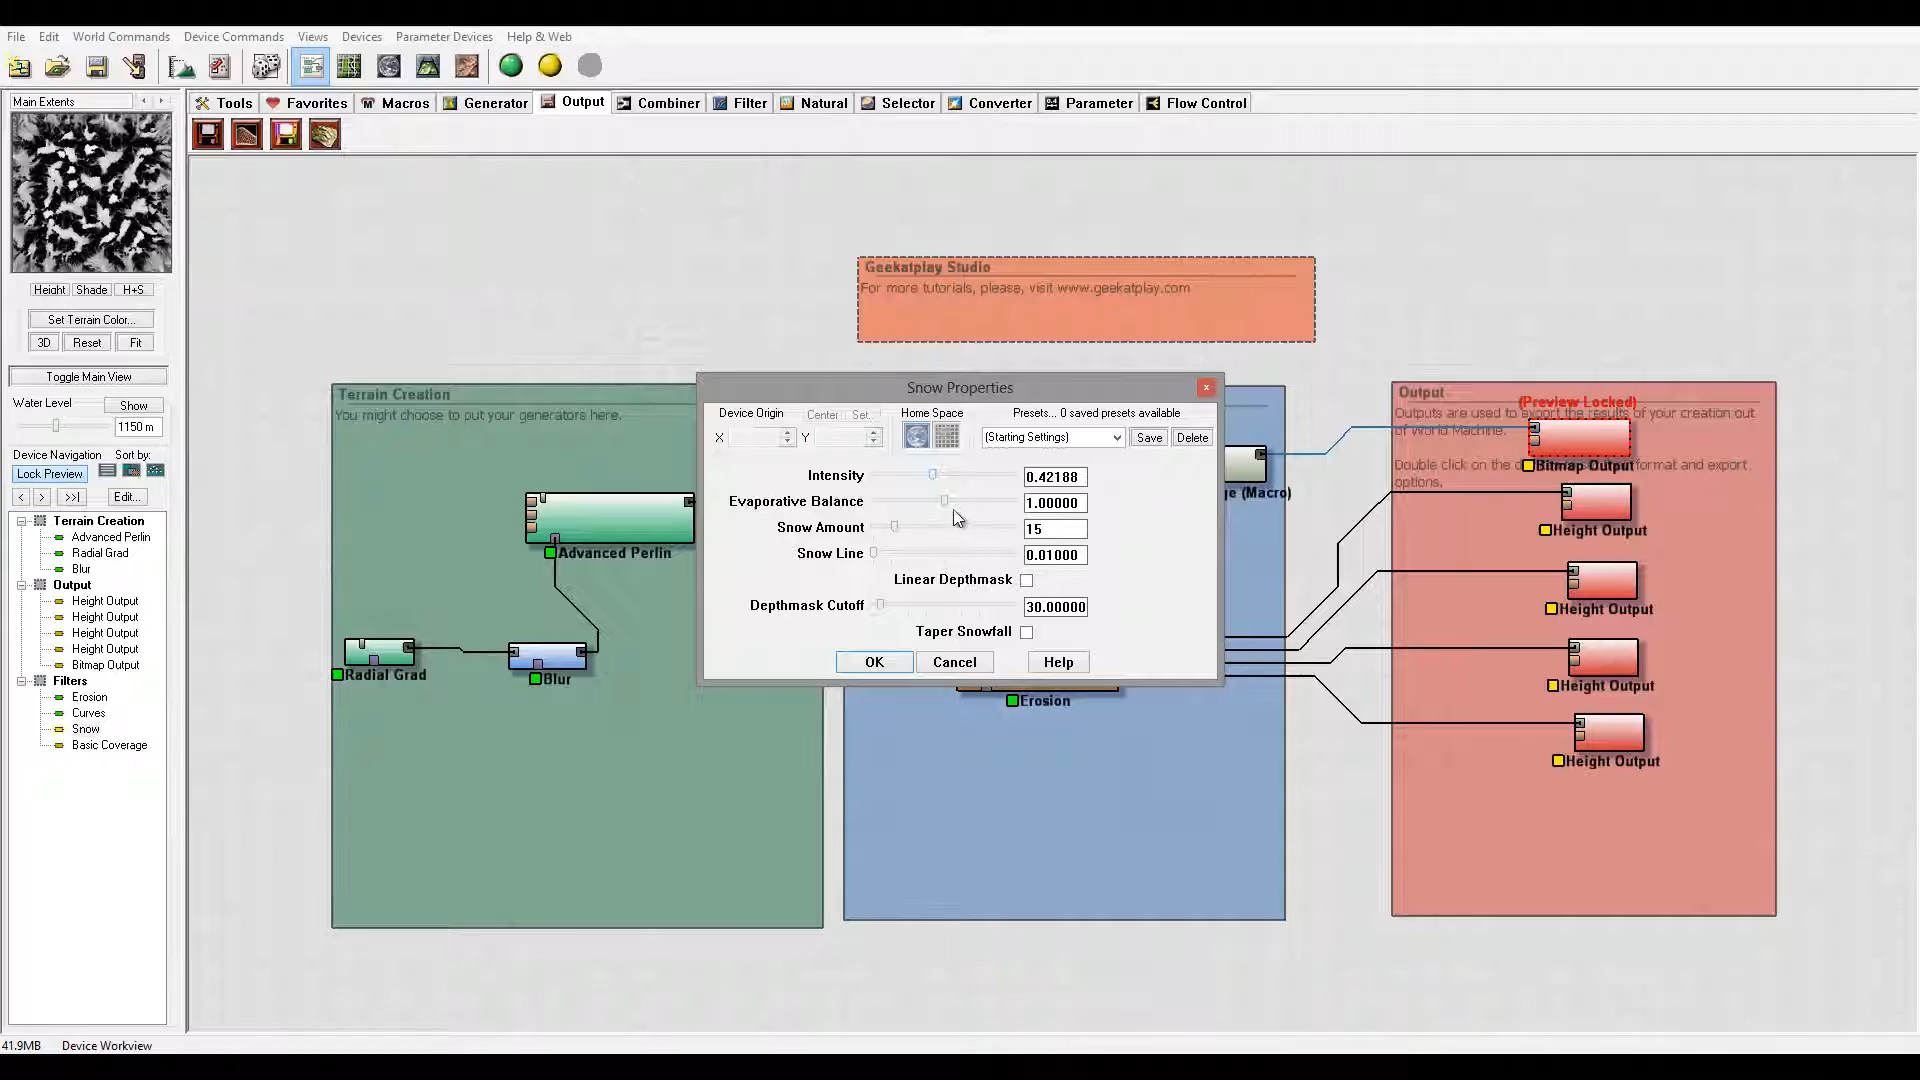 File Edit World Commands Device Commands Views Devices Parameter Devices Help & Web
Main Extents
Tools Favorites Macros Generator Output Combiner Filter Natural Selector Converter Parameter Flow Control
Height Shade H+S
Set Terrain Color...
3D Reset Fit
Toggle Main View
Water Level Show
1150 m
Device Navigation Sort by:
Lock Preview
< > >>| Edit...
Terrain Creation
Advanced Perlin
Radial Grad
Blur
Output
Height Output
Height Output
Height Output
Height Output
Bitmap Output
Filters
Erosion
Curves
Snow
Basic Coverage
41.9MB Device Workview
Geekatplay Studio
For more tutorials, please, visit www.geekatplay.com
Terrain Creation
You might choose to put your generators here.
Advanced Perlin
Radial Grad
Blur
Snow Properties
x
Device Origin Center Set... Home Space Presets... 0 saved presets available
X Y (Starting Settings) Save Delete
Intensity 0.42188
Evaporative Balance 1.00000
Snow Amount 15
Snow Line 0.01000
Linear Depthmask
Depthmask Cutoff 30.00000
Taper Snowfall
OK Cancel Help
Erosion
ge (Macro)
Output
(Preview Locked)
Outputs are used to export the results of your creation out
of World Machine.
Bitmap Output
Double click on the d format and export
options.
Height Output
Height Output
Height Output
Height Output